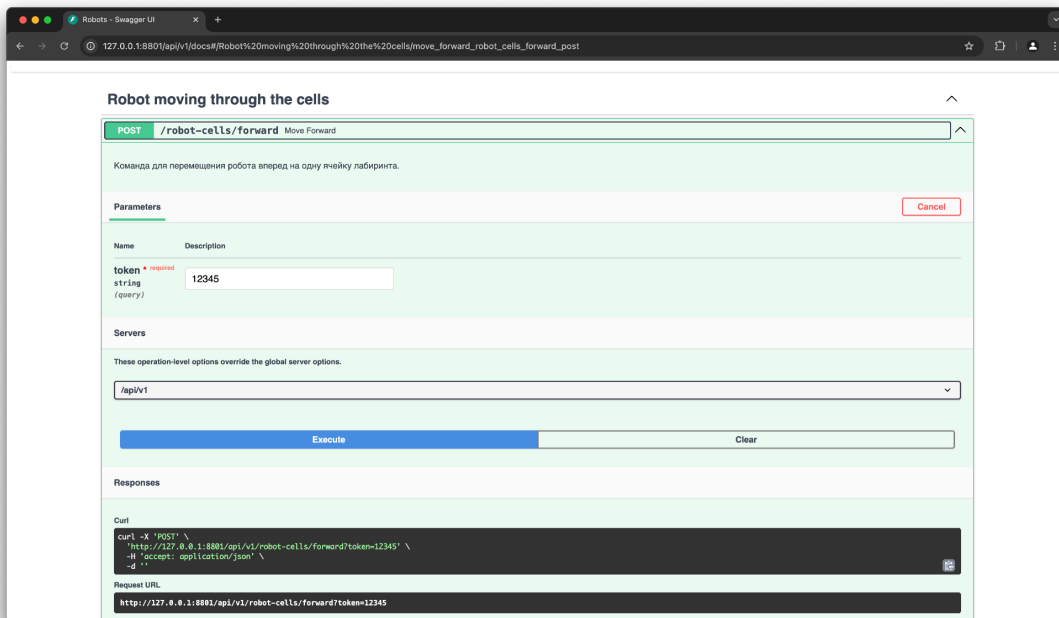 Robots - Swagger UI
127.0.0.1:8801/api/v1/docs#/Robot%20moving%20through%20the%20cells/move_forward_robot_cells_forward_post
Robot moving through the cells
POST /robot-cells/forward Move Forward
Команда для перемещения робота вперед на одну ячейку лабиринта.
Parameters
Cancel
Name Description
token * required
string
(query)
12345
Servers
These operation-level options override the global server options.
/api/v1
Execute Clear
Responses
Curl
curl -X 'POST' \
'http://127.0.0.1:8801/api/v1/robot-cells/forward?token=12345' \
-H 'accept: application/json' \
-d ''
Request URL
http://127.0.0.1:8801/api/v1/robot-cells/forward?token=12345